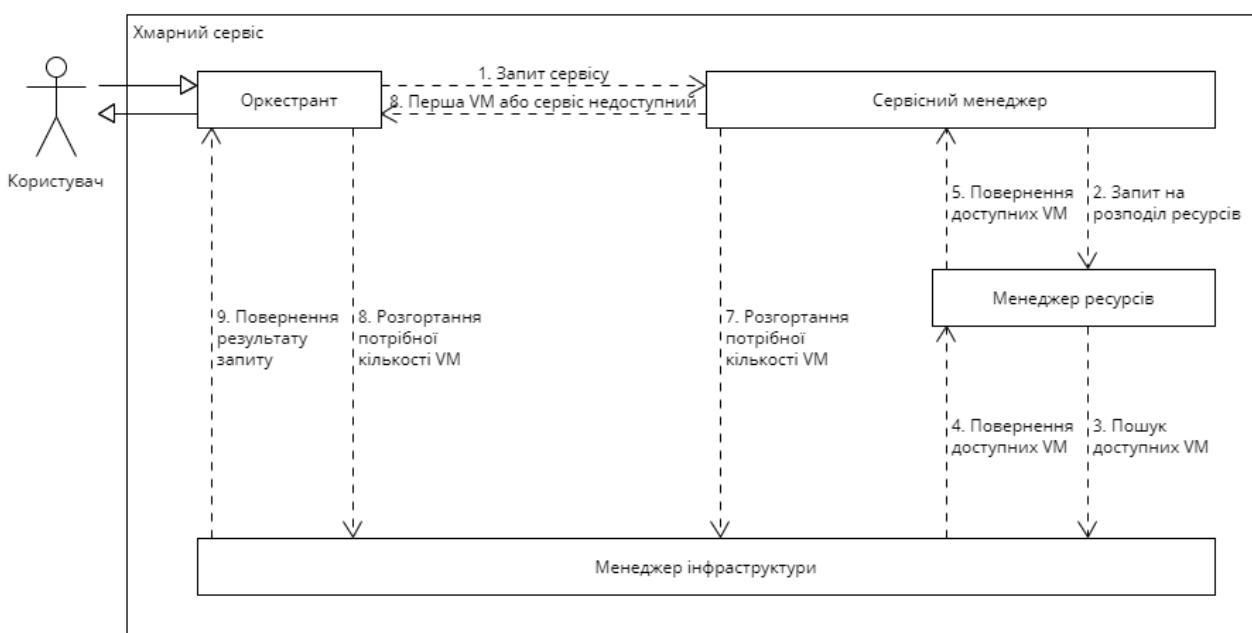 Хмарний сервіс
1. Запит сервісу
Оркестрант
8. Перша VM або сервіс недоступний
Сервісний менеджер
Користувач
5. Повернення
доступних VM
2. Запит на
розподіл ресурсів
Менеджер ресурсів
9. Повернення
результату
запиту
8. Розгортання
потрібної
кількості VM
7. Розгортання
потрібної
кількості VM
4. Повернення
доступних VM
3. Пошук
доступних VM
Менеджер інфраструктури